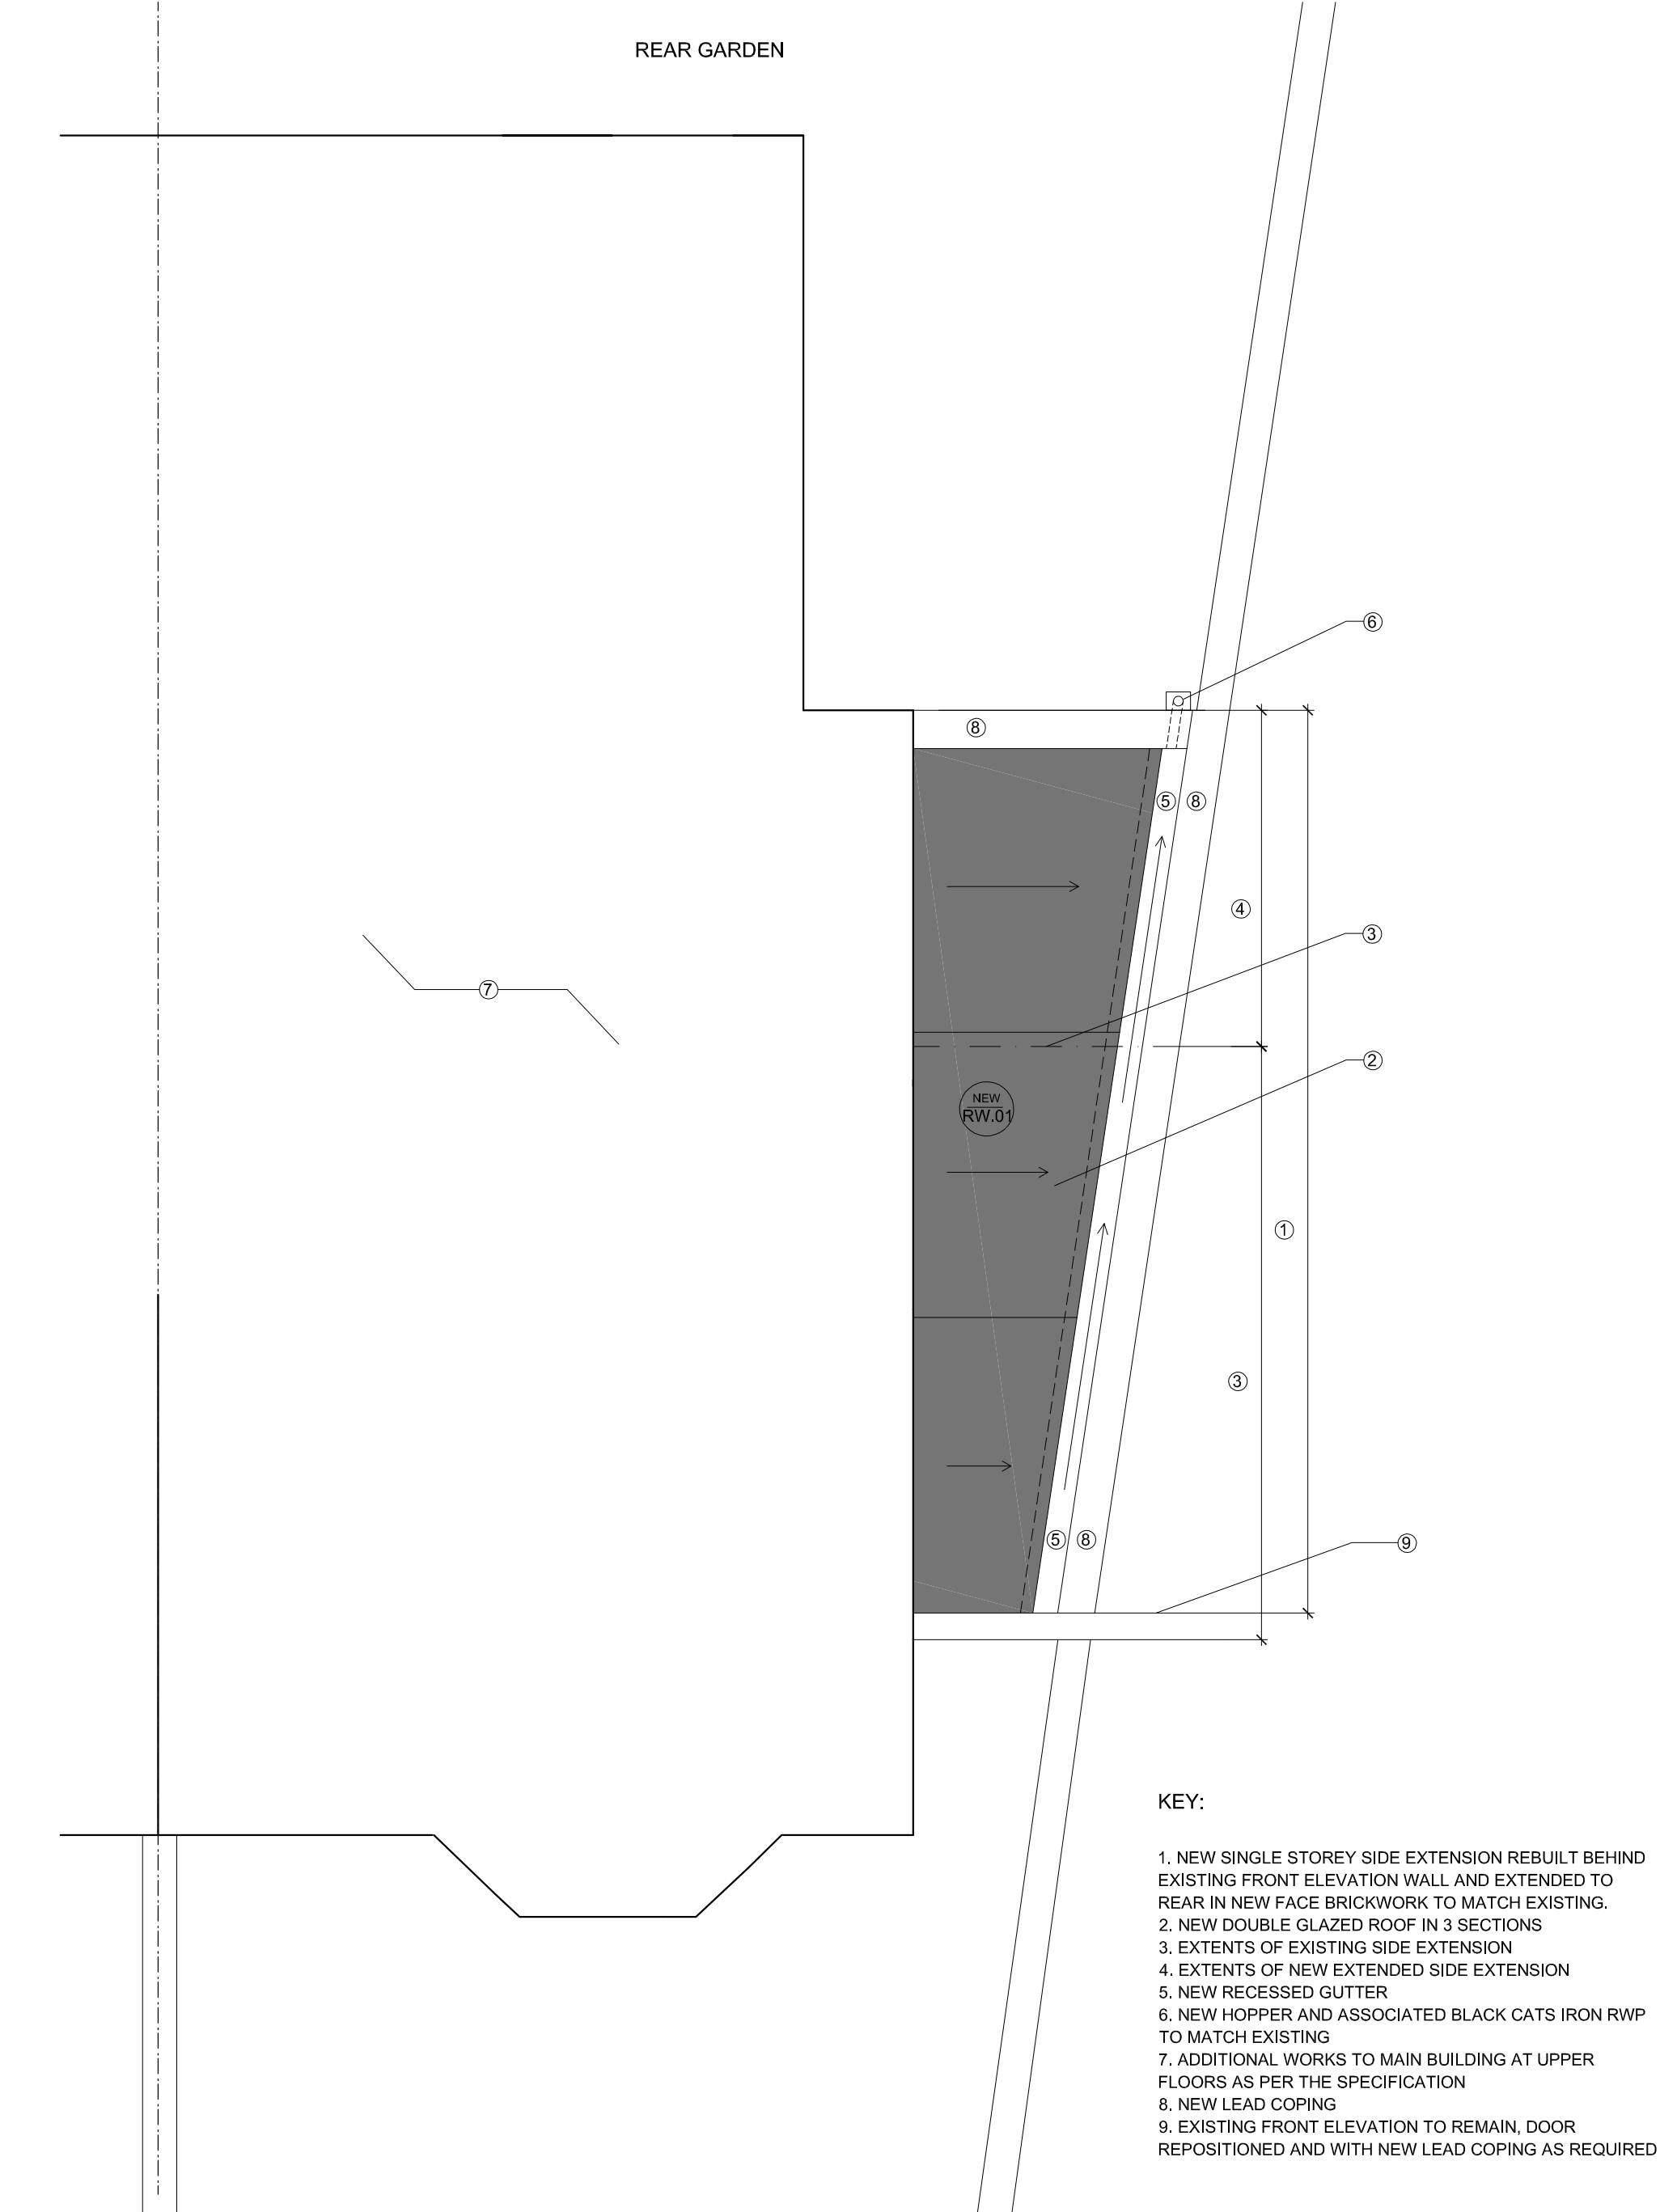 REAR GARDEN
6
8
5
8
4
3
7
2
NEW
RW.01
1
3
5
8
9
KEY:
1. NEW SINGLE STOREY SIDE EXTENSION REBUILT BEHIND
EXISTING FRONT ELEVATION WALL AND EXTENDED TO
REAR IN NEW FACE BRICKWORK TO MATCH EXISTING.
2. NEW DOUBLE GLAZED ROOF IN 3 SECTIONS
3. EXTENTS OF EXISTING SIDE EXTENSION
4. EXTENTS OF NEW EXTENDED SIDE EXTENSION
5. NEW RECESSED GUTTER
6. NEW HOPPER AND ASSOCIATED BLACK CATS IRON RWP
TO MATCH EXISTING
7. ADDITIONAL WORKS TO MAIN BUILDING AT UPPER
FLOORS AS PER THE SPECIFICATION
8. NEW LEAD COPING
9. EXISTING FRONT ELEVATION TO REMAIN, DOOR
REPOSITIONED AND WITH NEW LEAD COPING AS REQUIRED